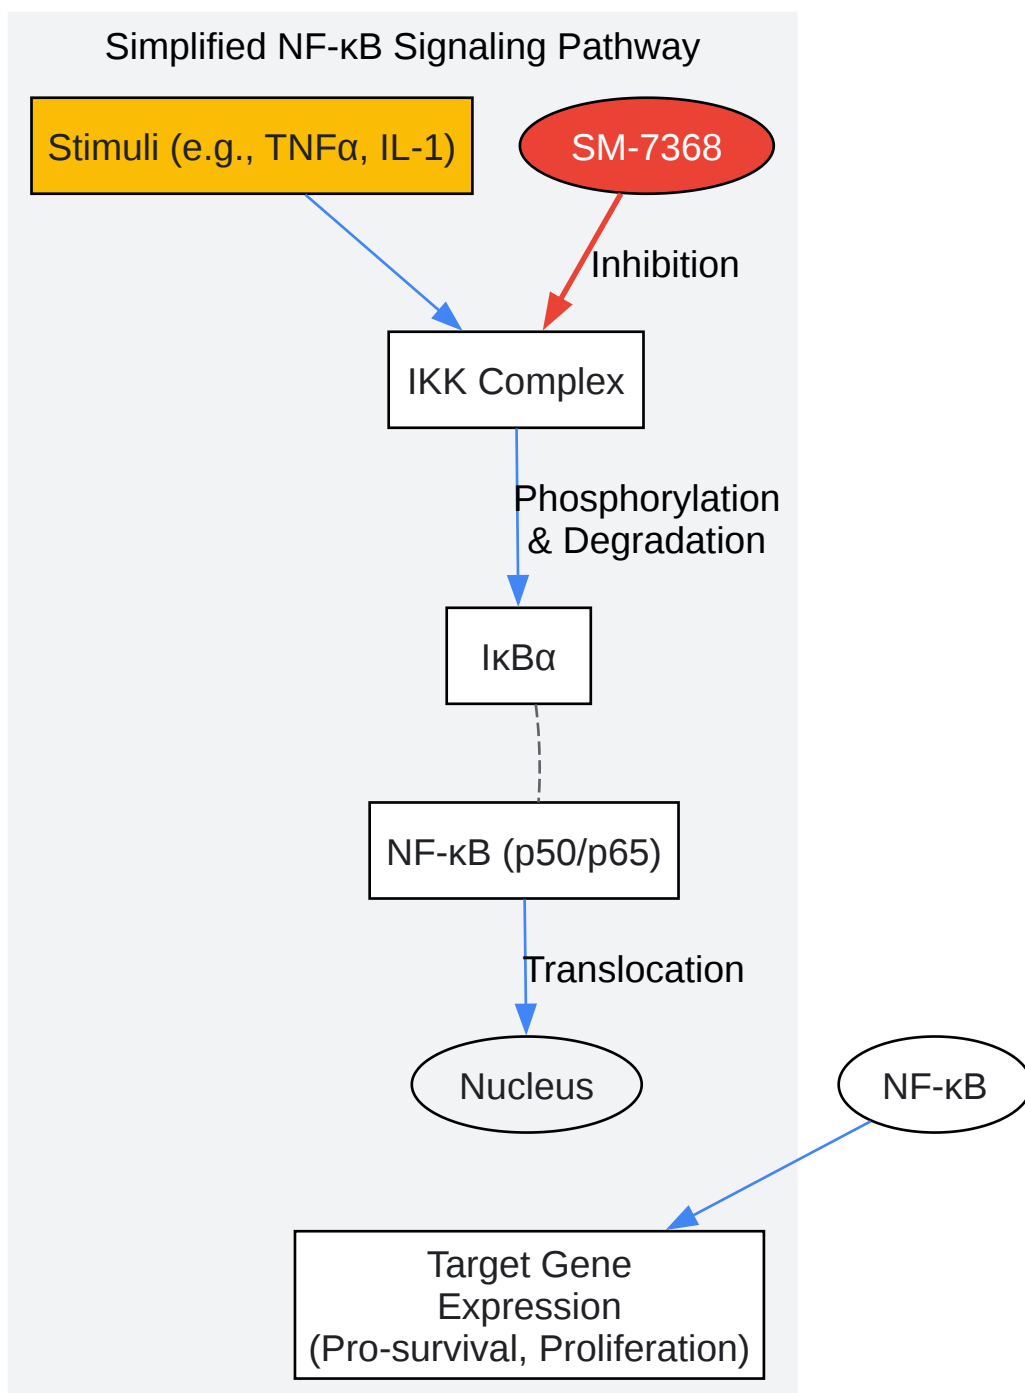 Simplified NF-κB Signaling Pathway
Stimuli (e.g., TNFα, IL-1)
SM-7368
Inhibition
IKK Complex
Phosphorylation
& Degradation
IκBα
NF-κB (p50/p65)
Translocation
Nucleus
NF-κB
Target Gene
Expression
(Pro-survival, Proliferation)